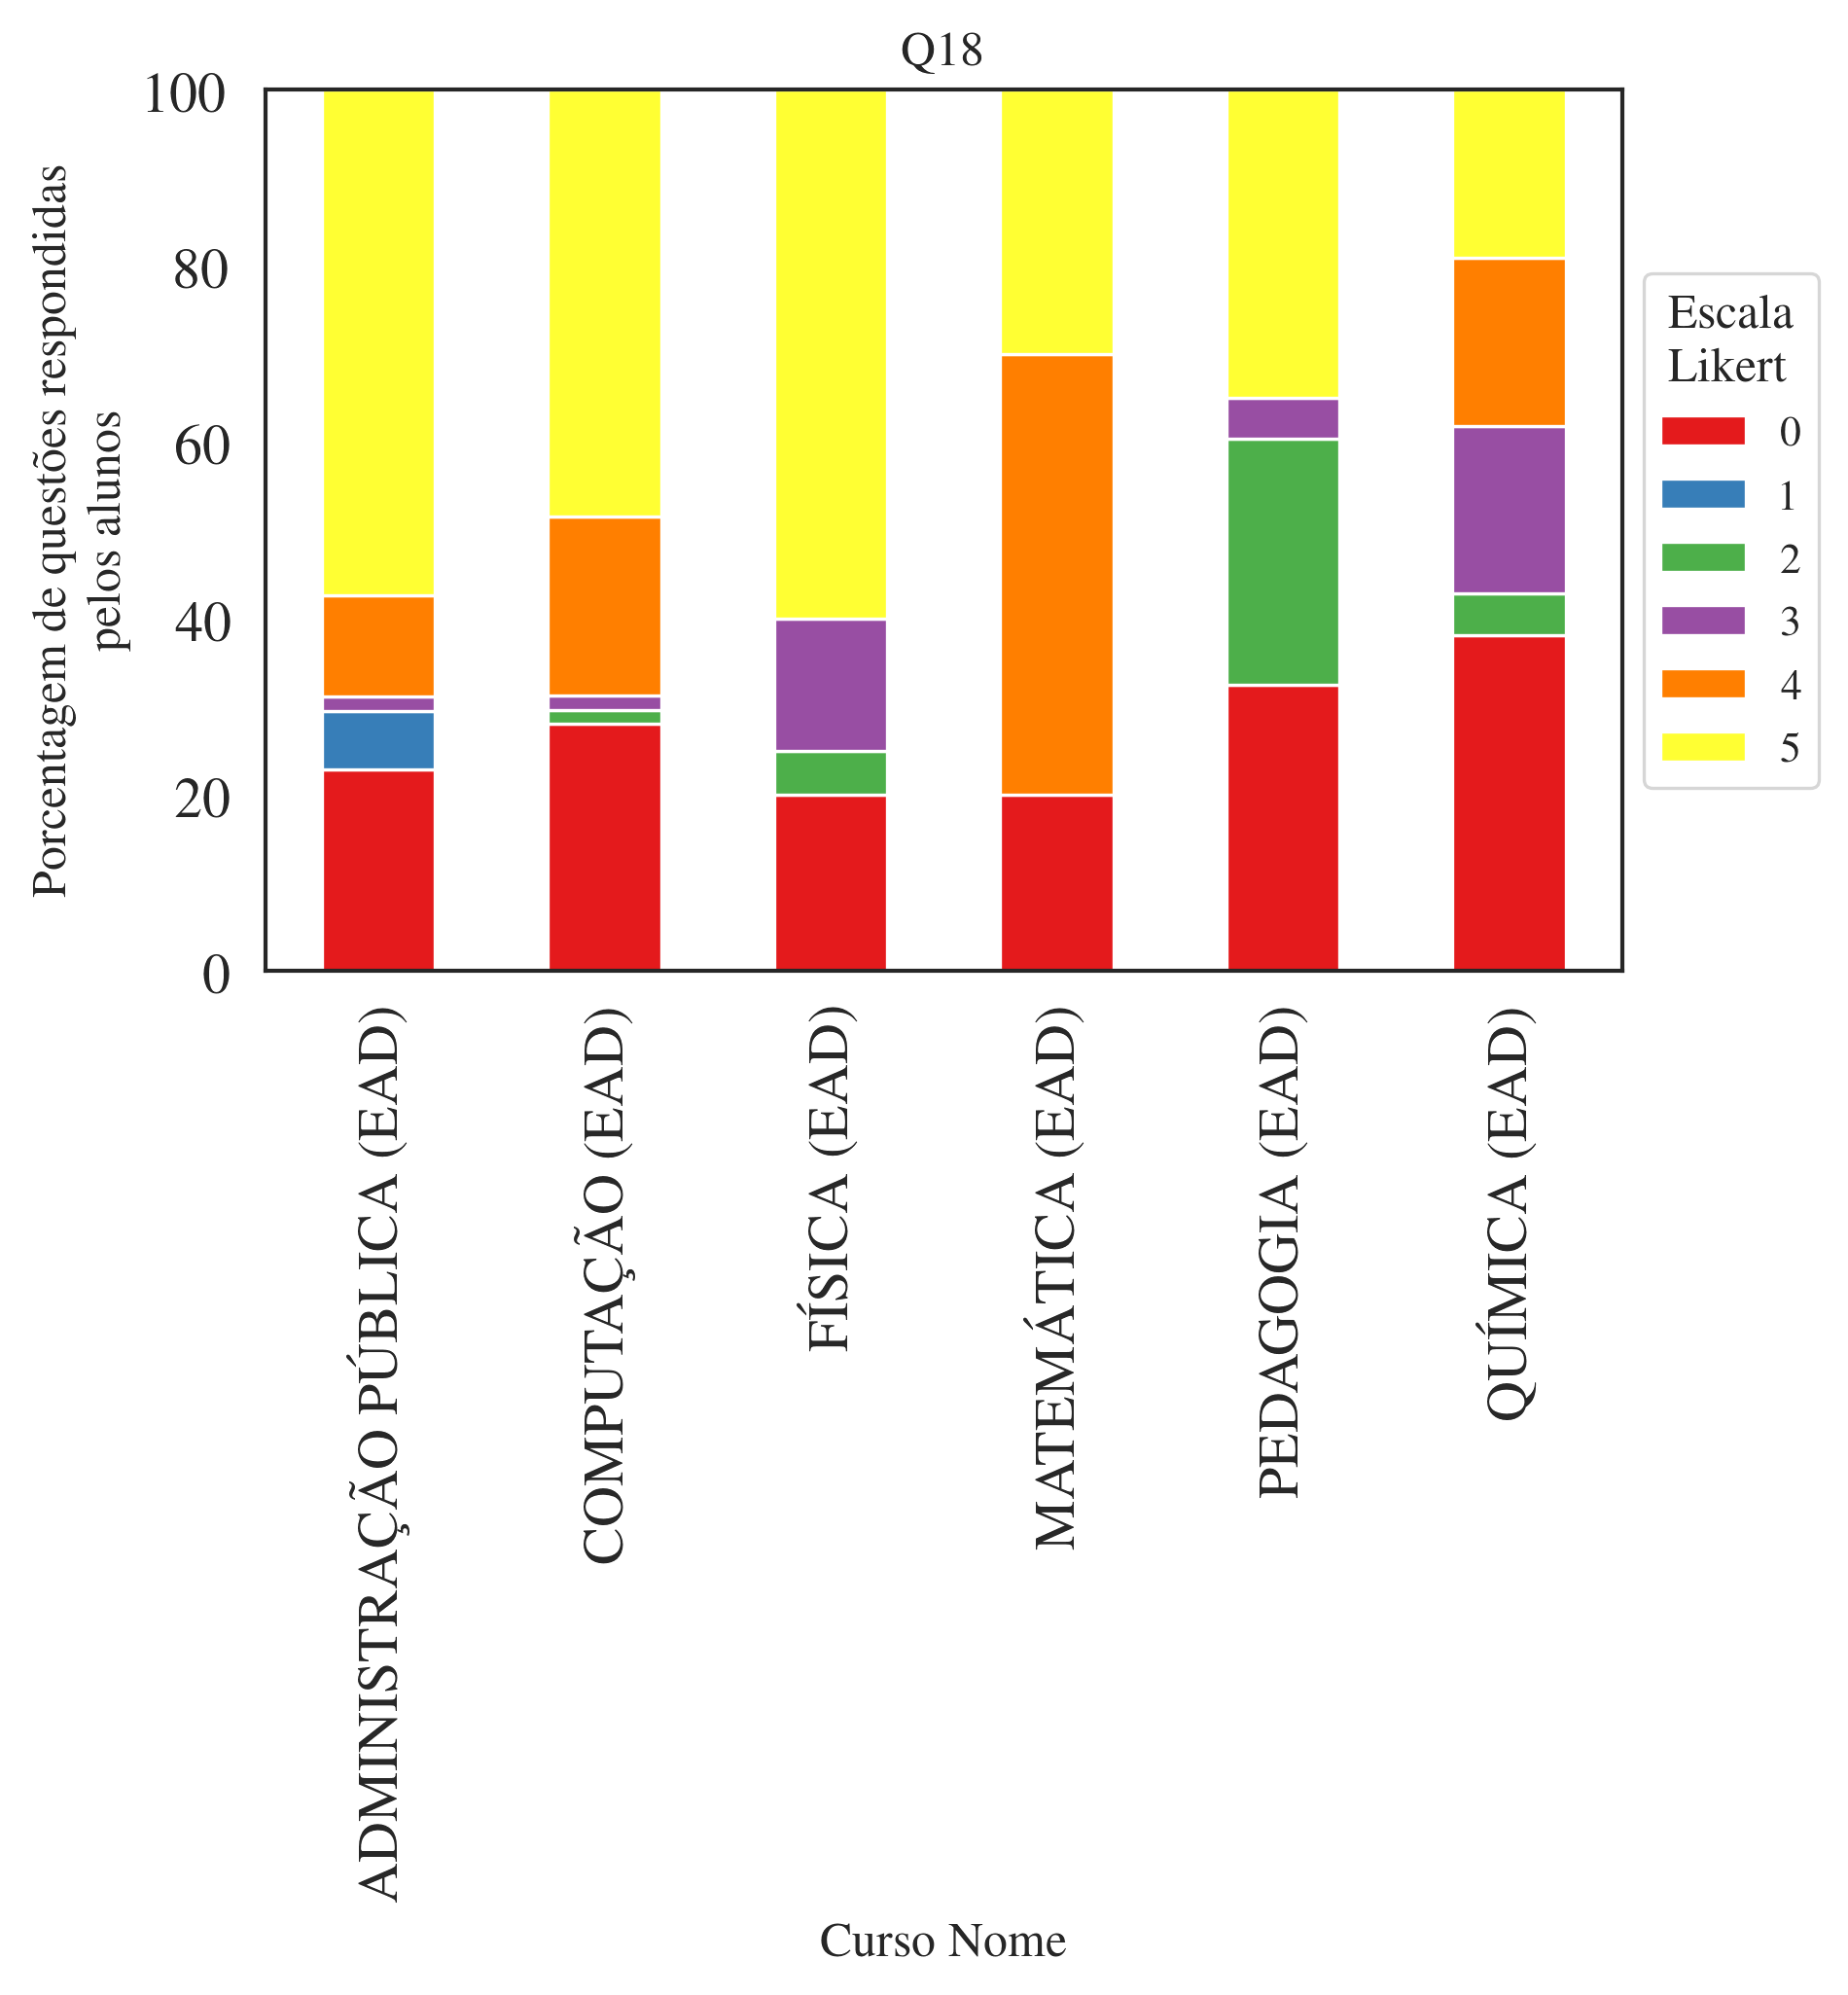 Q18
Porcentagem de questões respondidas
pelos alunos
100
80
60
40
20
0
Escala
Likert
0
1
2
3
4
5
ADMINISTRAÇÃO PÚBLICA (EAD)
COMPUTAÇÃO (EAD)
FÍSICA (EAD)
MATEMÁTICA (EAD)
PEDAGOGIA (EAD)
QUÍMICA (EAD)
Curso Nome